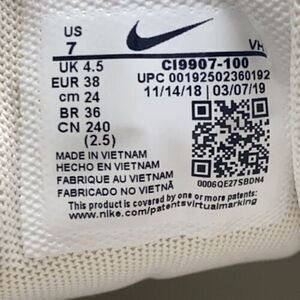 US
7
VH
UK 4.5
EUR 38
cm 24
BR 36
CN 240
(2.5)
CI9907-100
UPC 00192502360192
11/14/18 | 03/07/19
MADE IN VIETNAM
HECHO EN VIETNAM
FABRIQUE AU VIETNAM
FABRICADO NO VIETNÃ
0006QE27SBDN4
This product is covered by one or more patents:
www.nike.com/patentsvirtualmarking